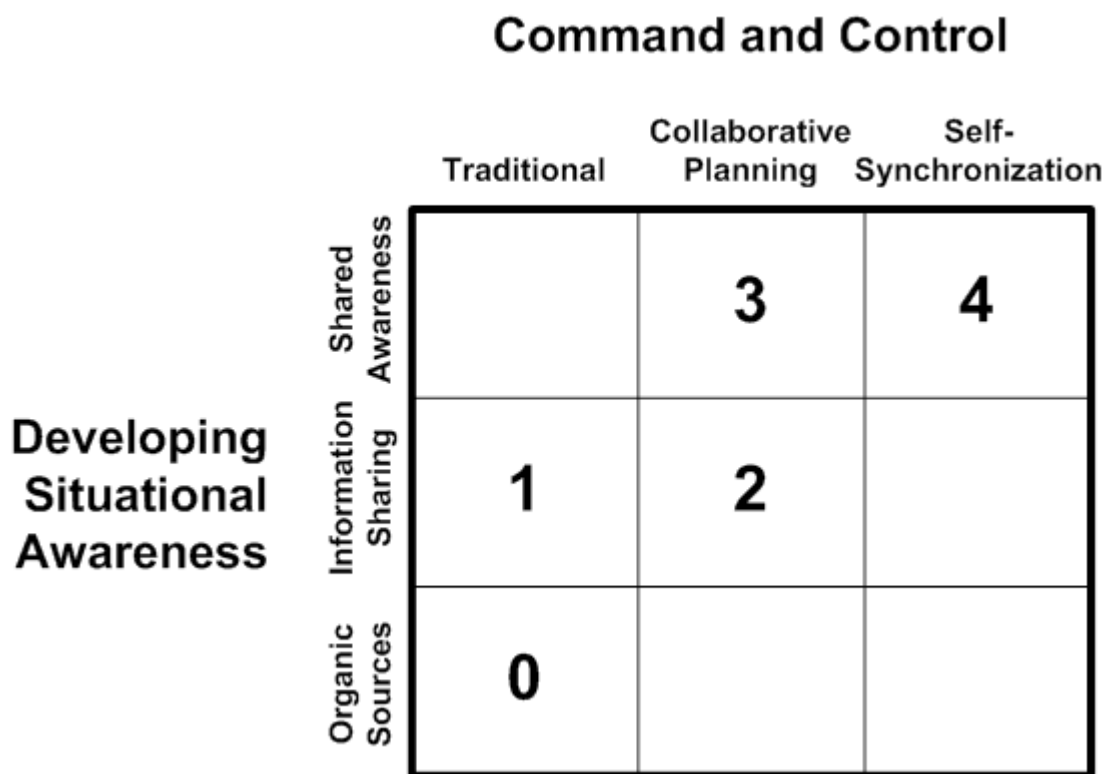 Command and Control
Traditional
Collaborative
Planning
Self-
Synchronization
Developing
Situational
Awareness
Shared
Awareness
3
4
Information
Sharing
1
2
Organic
Sources
0